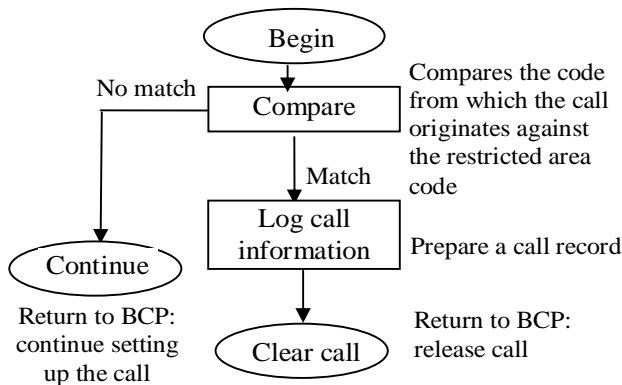 Begin
No match
Compare
Compares the code
from which the call
originates against
the restricted area
code
Match
Log call
information
Prepare a call record
Continue
Return to BCP:
continue setting
up the call
Clear call
Return to BCP:
release call